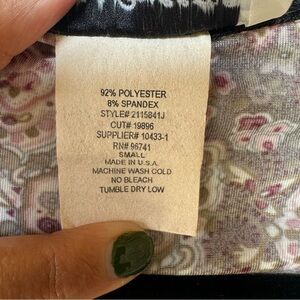 92% POLYESTER
8% SPANDEX
STYLE# 2115841J
CUT# 19896
SUPPLIER# 10433-1
RN# 96741
SMALL
MADE IN U.S.A.
MACHINE WASH COLD
NO BLEACH
TUMBLE DRY LOW